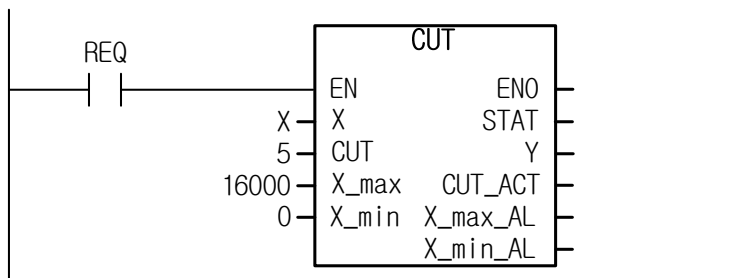 CUT
REQ
EN ENO
X X STAT
5 CUT Y
16000 X_max CUT_ACT
0 X_min X_max_AL
X_min_AL